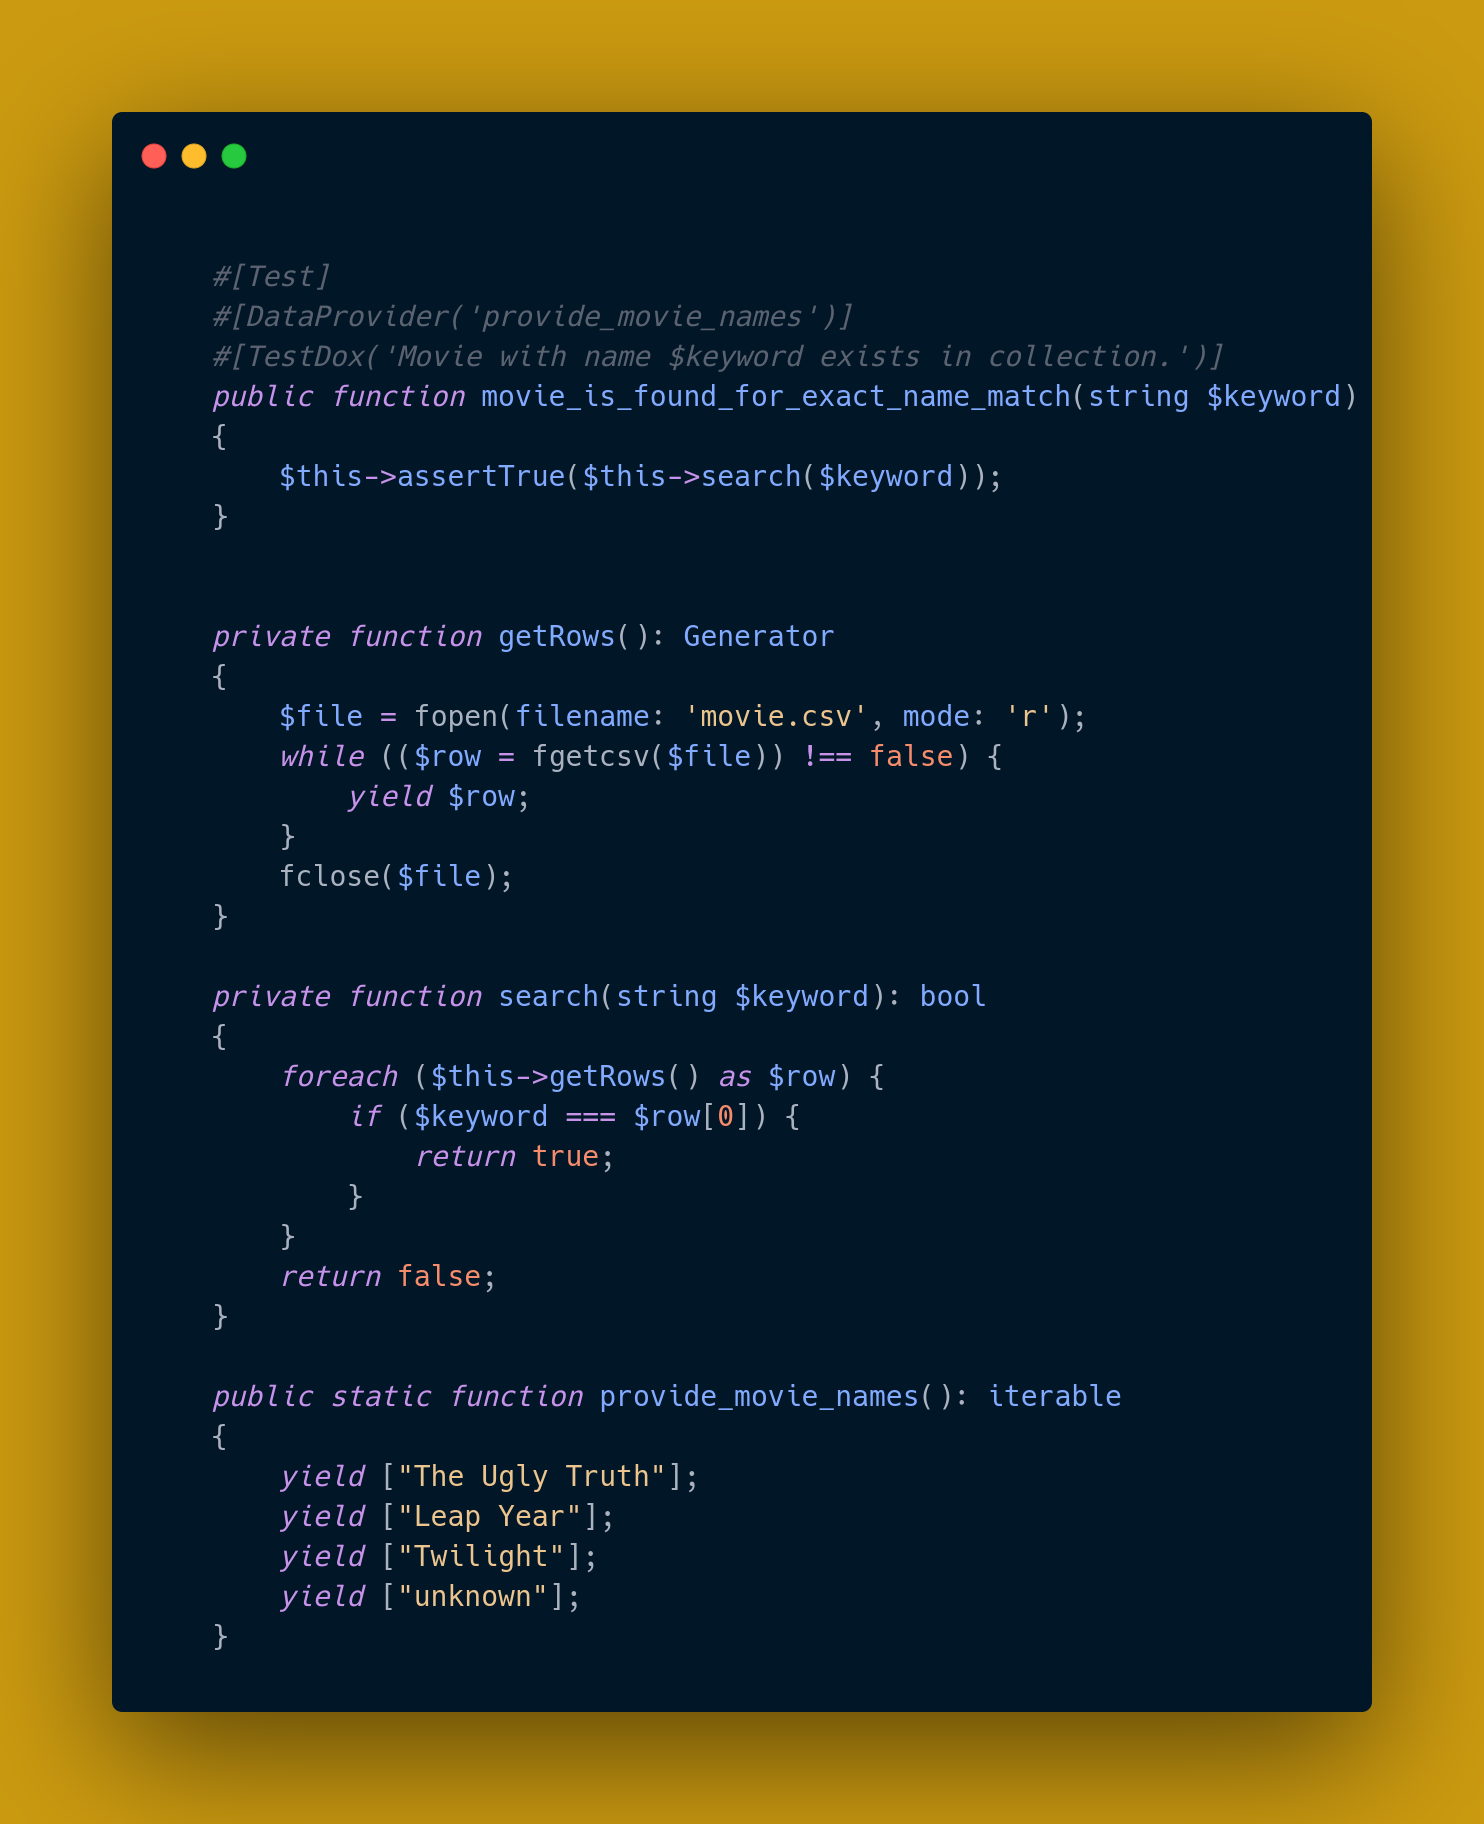 #[Test]
#[DataProvider('provide_movie_names')]
#[TestDox('Movie with name $keyword exists in collection.')]
public function movie_is_found_for_exact_name_match(string $keyword)
{
    $this->assertTrue($this->search($keyword));
}

private function getRows(): Generator
{
    $file = fopen(filename: 'movie.csv', mode: 'r');
    while (($row = fgetcsv($file)) !== false) {
        yield $row;
    }
    fclose($file);
}

private function search(string $keyword): bool
{
    foreach ($this->getRows() as $row) {
        if ($keyword === $row[0]) {
            return true;
        }
    }
    return false;
}

public static function provide_movie_names(): iterable
{
    yield ["The Ugly Truth"];
    yield ["Leap Year"];
    yield ["Twilight"];
    yield ["unknown"];
}